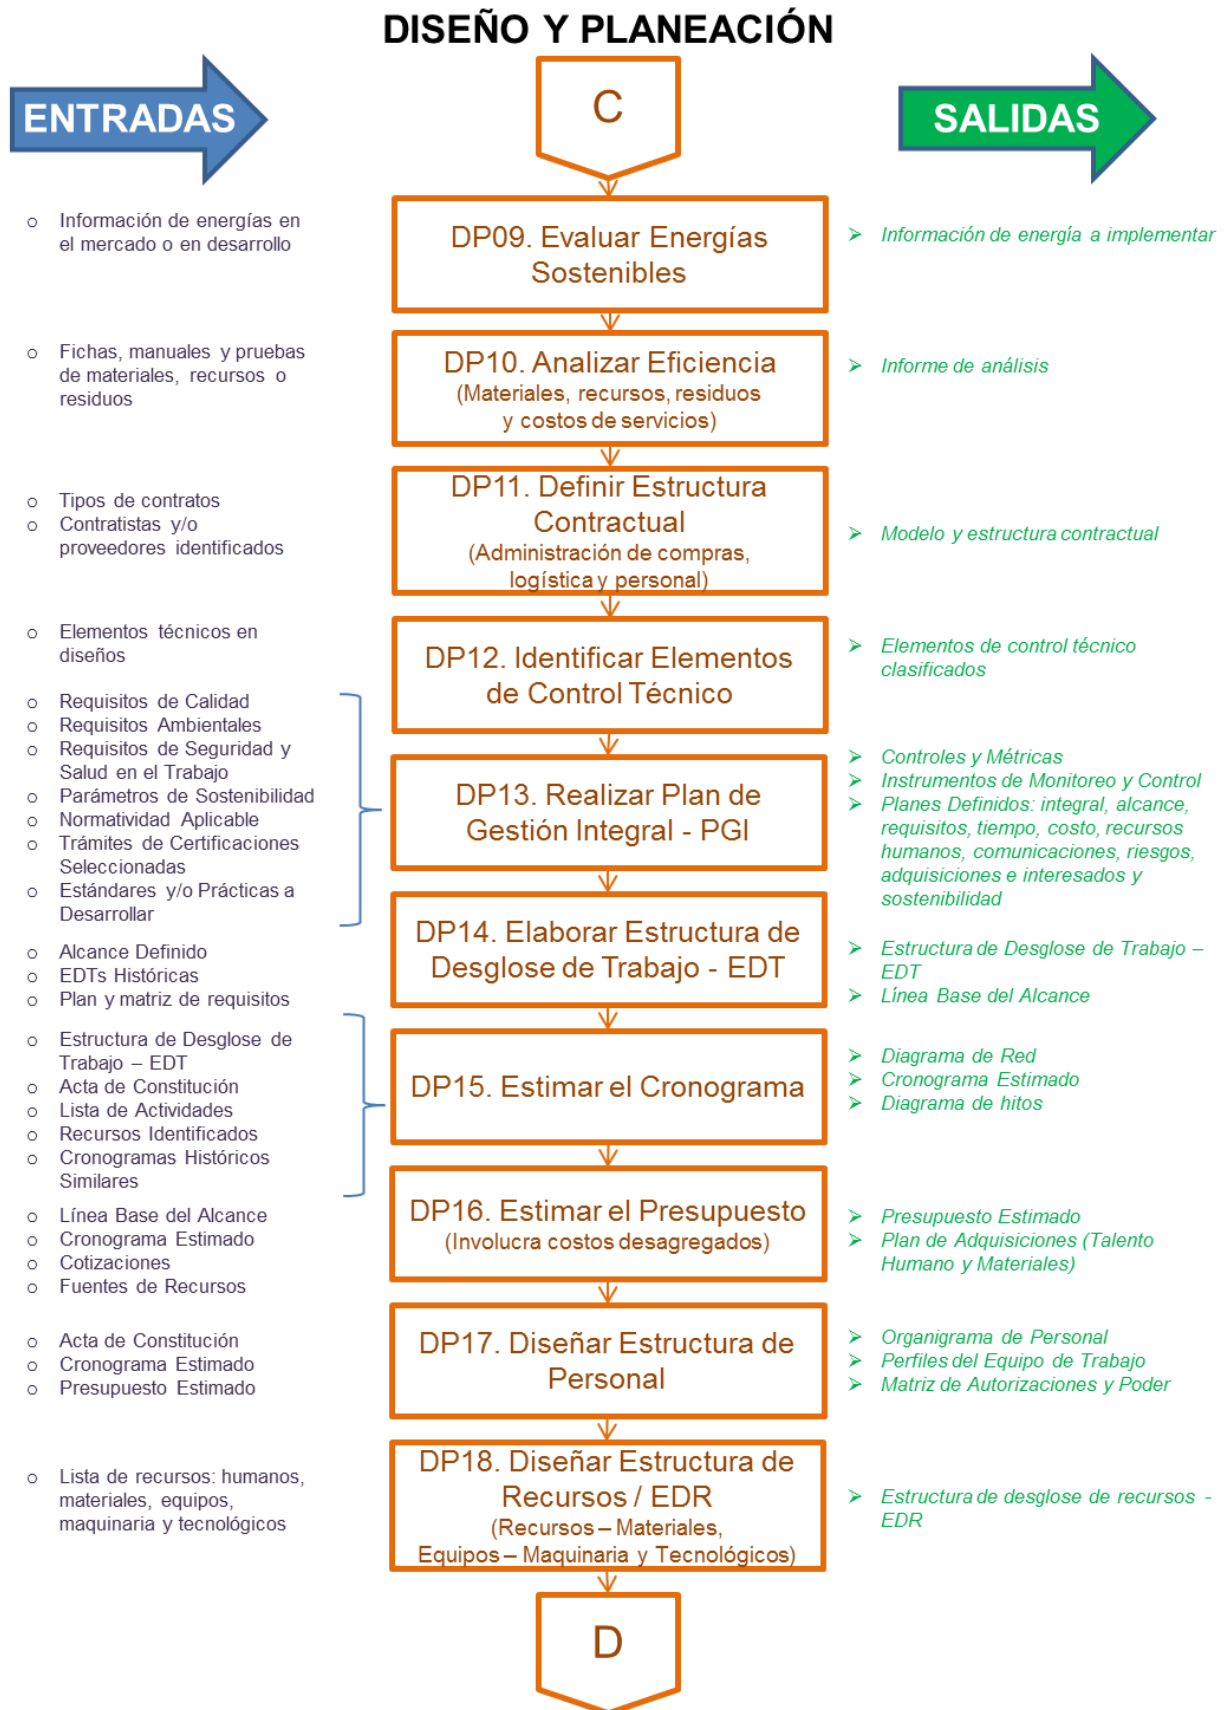 DISEÑO Y PLANEACIÓN
ENTRADAS
C
SALIDAS
Información de energías en
el mercado o en desarrollo
DP09. Evaluar Energías
Sostenibles
Información de energía a implementar
Fichas, manuales y pruebas
de materiales, recursos o
residuos
DP10. Analizar Eficiencia
(Materiales, recursos, residuos
y costos de servicios)
Informe de análisis
Tipos de contratos
Contratistas y/o
proveedores identificados
DP11. Definir Estructura
Contractual
(Administración de compras,
logística y personal)
Modelo y estructura contractual
Elementos técnicos en
diseños
DP12. Identificar Elementos
de Control Técnico
Elementos de control técnico
clasificados
Requisitos de Calidad
Requisitos Ambientales
Requisitos de Seguridad y
Salud en el Trabajo
Parámetros de Sostenibilidad
Normatividad Aplicable
Trámites de Certificaciones
Seleccionadas
Estándares y/o Prácticas a
Desarrollar
DP13. Realizar Plan de
Gestión Integral - PGI
Controles y Métricas
Instrumentos de Monitoreo y Control
Planes Definidos: integral, alcance,
requisitos, tiempo, costo, recursos
humanos, comunicaciones, riesgos,
adquisiciones e interesados y
sostenibilidad
Alcance Definido
EDTs Históricas
Plan y matriz de requisitos
DP14. Elaborar Estructura de
Desglose de Trabajo - EDT
Estructura de Desglose de Trabajo –
EDT
Línea Base del Alcance
Estructura de Desglose de
Trabajo – EDT
Acta de Constitución
Lista de Actividades
Recursos Identificados
Cronogramas Históricos
Similares
DP15. Estimar el Cronograma
Diagrama de Red
Cronograma Estimado
Diagrama de hitos
Línea Base del Alcance
Cronograma Estimado
Cotizaciones
Fuentes de Recursos
DP16. Estimar el Presupuesto
(Involucra costos desagregados)
Presupuesto Estimado
Plan de Adquisiciones (Talento
Humano y Materiales)
Acta de Constitución
Cronograma Estimado
Presupuesto Estimado
DP17. Diseñar Estructura de
Personal
Organigrama de Personal
Perfiles del Equipo de Trabajo
Matriz de Autorizaciones y Poder
Lista de recursos: humanos,
materiales, equipos,
maquinaria y tecnológicos
DP18. Diseñar Estructura de
Recursos / EDR
(Recursos – Materiales,
Equipos – Maquinaria y Tecnológicos)
Estructura de desglose de recursos -
EDR
D